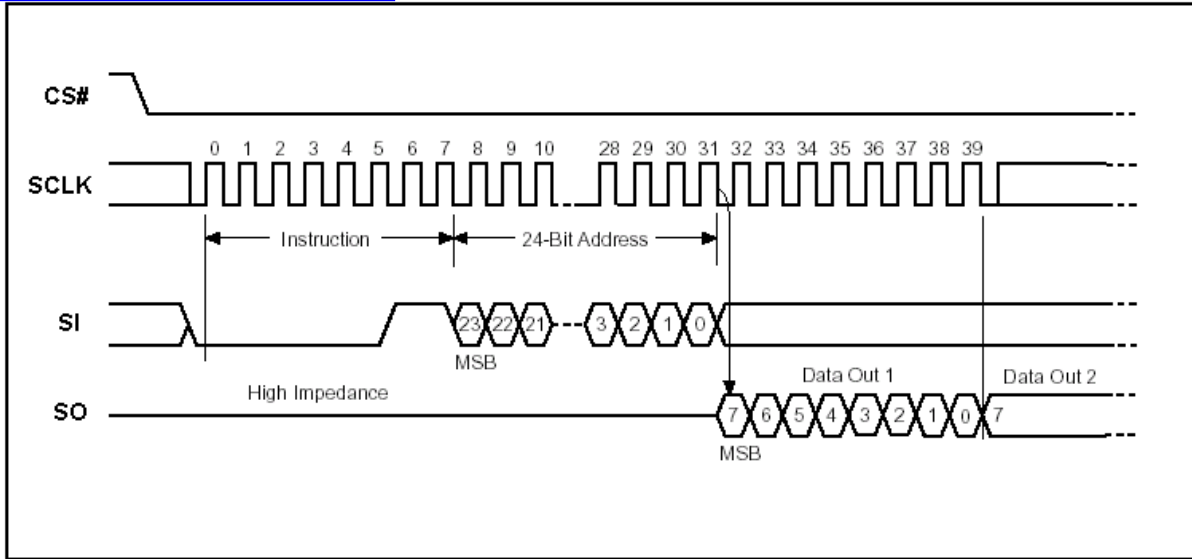 CS#
0 1 2 3 4 5 6 7 8 9 10 28 29 30 31 32 33 34 35 36 37 38 39
SCLK
Instruction 24-Bit Address
SI 23 22 21 3 2 1 0
MSB
High Impedance Data Out 1 Data Out 2
SO 7 6 5 4 3 2 1 0 7
MSB